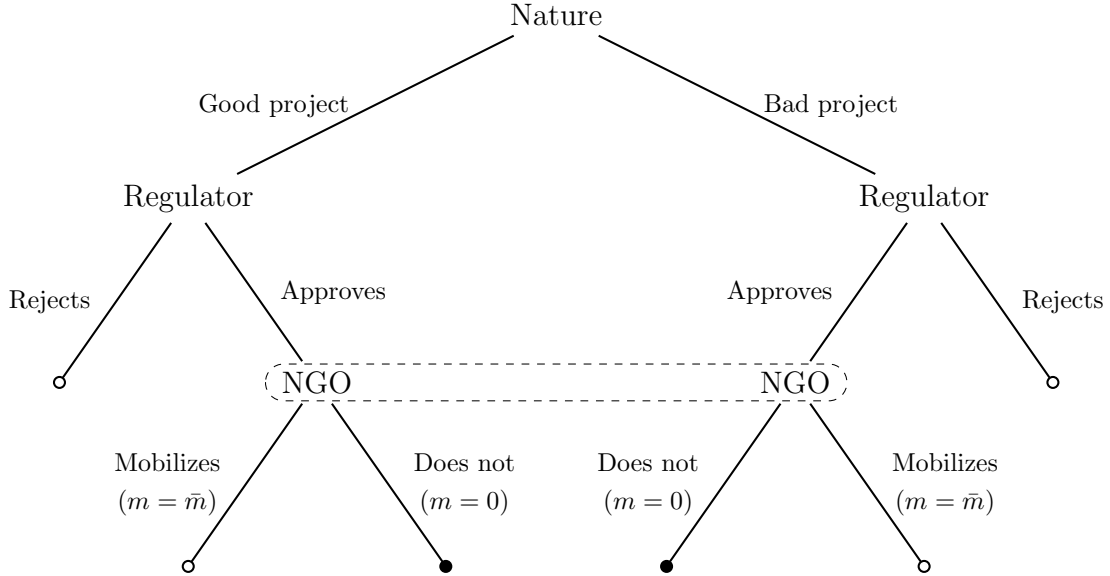 Nature
Good project
Bad project
Regulator
Regulator
Rejects
Approves
Approves
Rejects
NGO
NGO
Mobilizes
(m = m̄)
Does not
(m = 0)
Does not
(m = 0)
Mobilizes
(m = m̄)